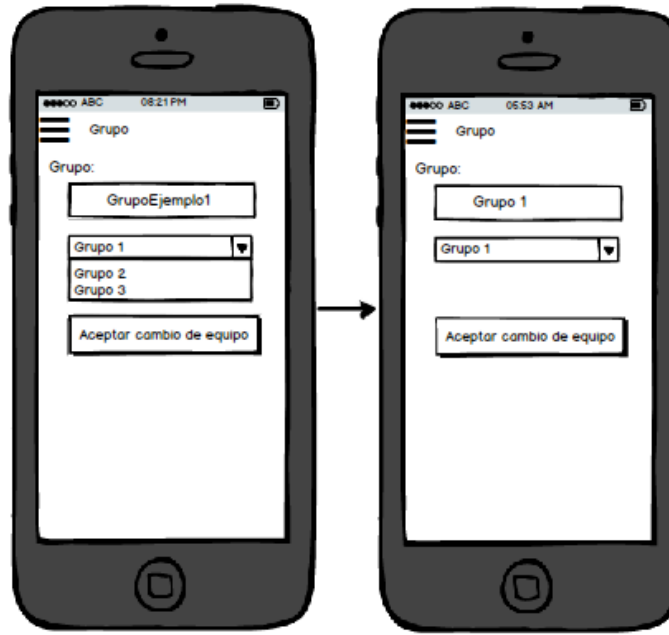 ABC 08:21 PM
Grupo
Grupo:
GrupoEjemplo1
Grupo 1
Grupo 2
Grupo 3
Aceptar cambio de equipo
ABC 05:53 AM
Grupo
Grupo:
Grupo 1
Grupo 1
Aceptar cambio de equipo